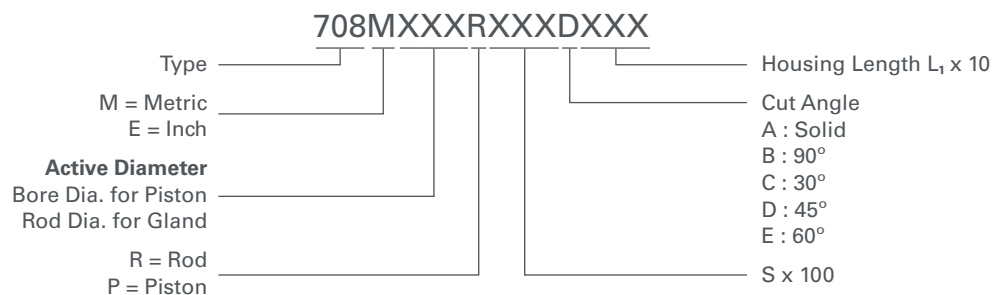 708MXXXRXXXDXXX
Type
M = Metric
E = Inch
Active Diameter
Bore Dia. for Piston
Rod Dia. for Gland
R = Rod
P = Piston
Housing Length L₁ x 10
Cut Angle
A : Solid
B : 90°
C : 30°
D : 45°
E : 60°
S x 100